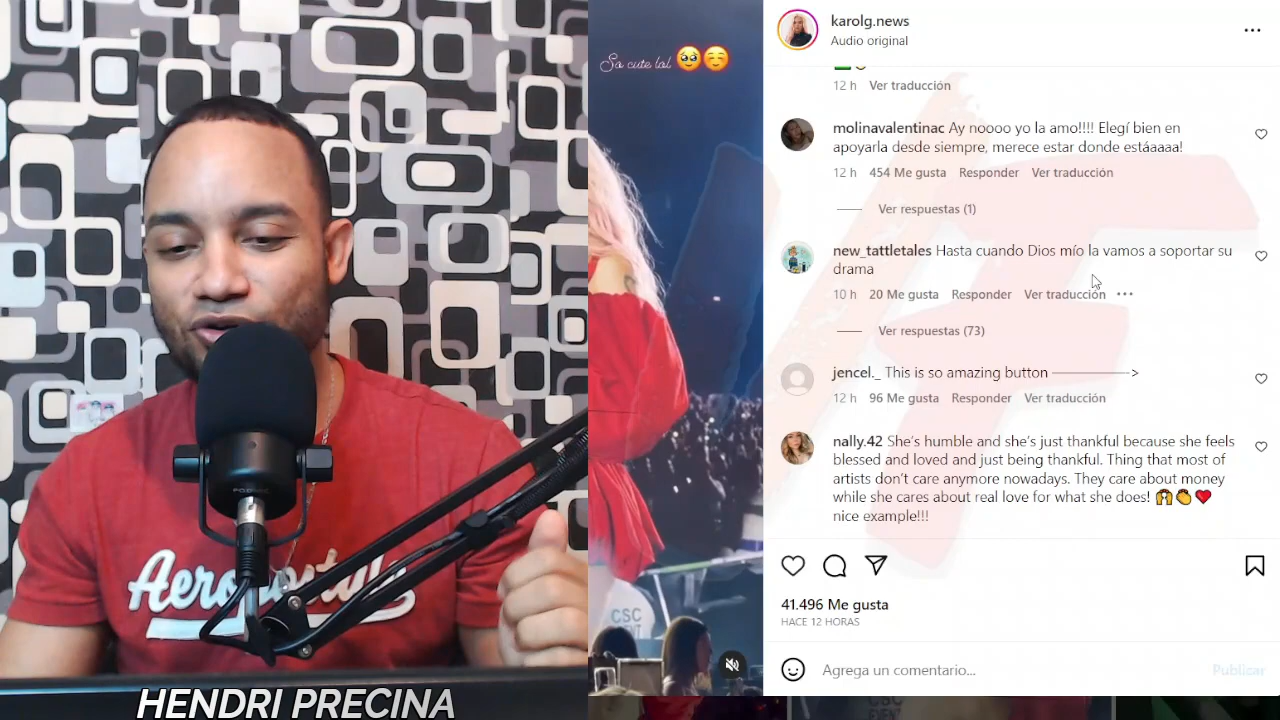 So cute lol 🥹☺️
karolg.news
Audio original
12 h Ver traducción
molinavalentinac Ay noooo yo la amo!!!! Elegí bien en
apoyarla desde siempre, merece estar donde estáaaaa!
12 h 454 Me gusta Responder Ver traducción
Ver respuestas (1)
new_tattletales Hasta cuando Dios mío la vamos a soportar su
drama
10 h 20 Me gusta Responder Ver traducción
Ver respuestas (73)
jencel._ This is so amazing button ——————>
12 h 96 Me gusta Responder Ver traducción
nally.42 She's humble and she's just thankful because she feels
blessed and loved and just being thankful. Thing that most of
artists don't care anymore nowadays. They care about money
while she cares about real love for what she does! 🙌👏❤️
nice example!!!
41.496 Me gusta
HACE 12 HORAS
Agrega un comentario...
Publicar
CSC
HENDRI PRECINA